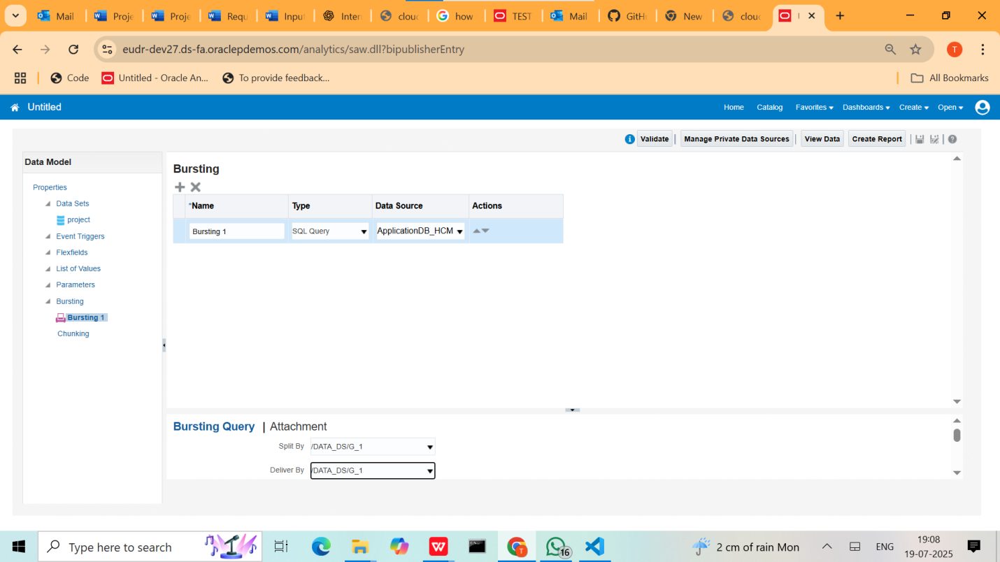 Mail
Proje
Proje
Requ
Input
Inter
clou
how
TEST
Mail
GitH
New
clou
eudr-dev27.ds-fa.oraclepdemos.com/analytics/saw.dll?bipublisherEntry
T
Code
Untitled - Oracle An...
To provide feedback...
All Bookmarks
Untitled
Home Catalog Favorites Dashboards Create Open
Validate | Manage Private Data Sources | View Data Create Report
Data Model
Properties
Data Sets
project
Event Triggers
Flexfields
List of Values
Parameters
Bursting
Bursting 1
Chunking
Bursting
*Name Type Data Source Actions
Bursting 1 SQL Query ApplicationDB_HCM
Bursting Query | Attachment
Split By /DATA_DS/G_1
Deliver By /DATA_DS/G_1
Type here to search
T
16
2 cm of rain Mon
ENG
19:08
19-07-2025